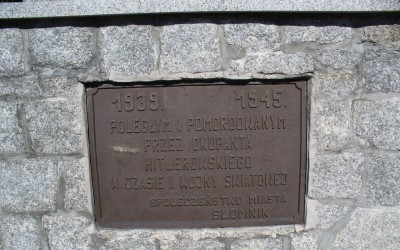 1939. 1945.
POLEGŁYM I POMORDOWANYM
PRZEZ OKUPANTA
HITLEROWSKIEGO
W CZASIE II WOJNY ŚWIATOWEJ
SPOŁECZEŃSTWO MIASTA
SŁOMNIK